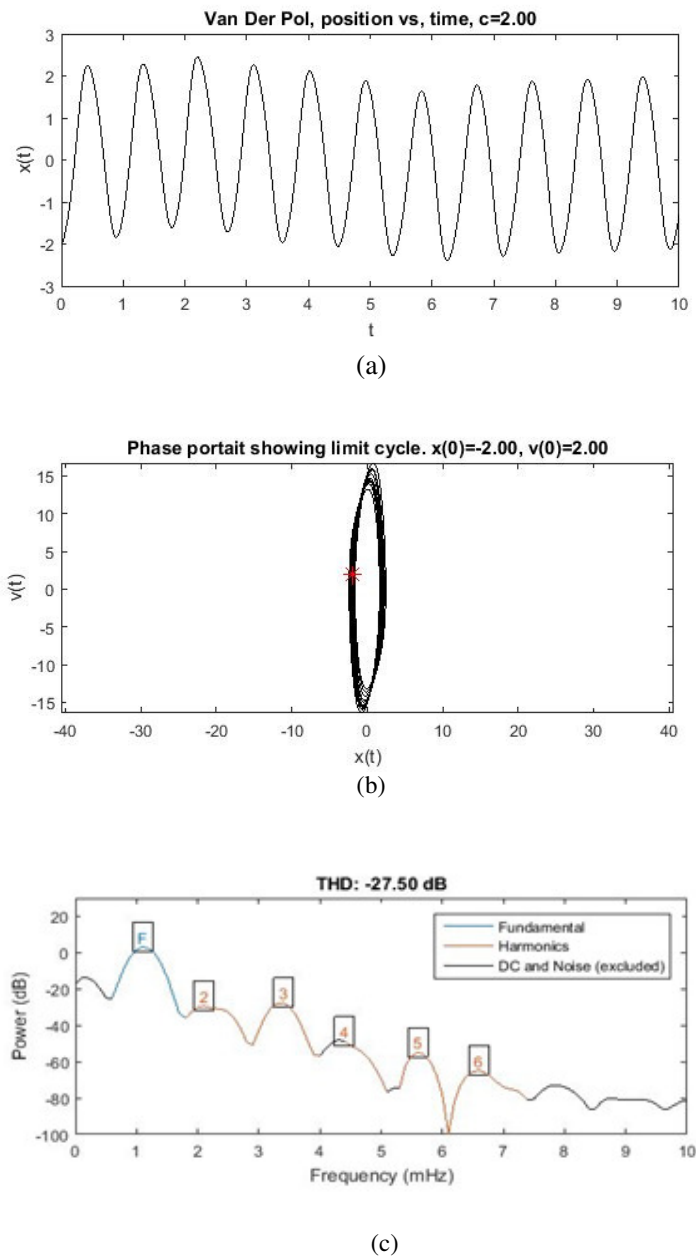 Van Der Pol, position vs, time, c=2.00
3
2
1
0
-1
-2
-3
x(t)
0 1 2 3 4 5 6 7 8 9 10
t
(a)
Phase portait showing limit cycle. x(0)=-2.00, v(0)=2.00
15
10
5
0
-5
-10
-15
v(t)
-40 -30 -20 -10 0 10 20 30 40
x(t)
(b)
THD: -27.50 dB
20
0
-20
-40
-60
-80
-100
Power (dB)
F
2
3
4
5
6
Fundamental
Harmonics
DC and Noise (excluded)
0 1 2 3 4 5 6 7 8 9 10
Frequency (mHz)
(c)